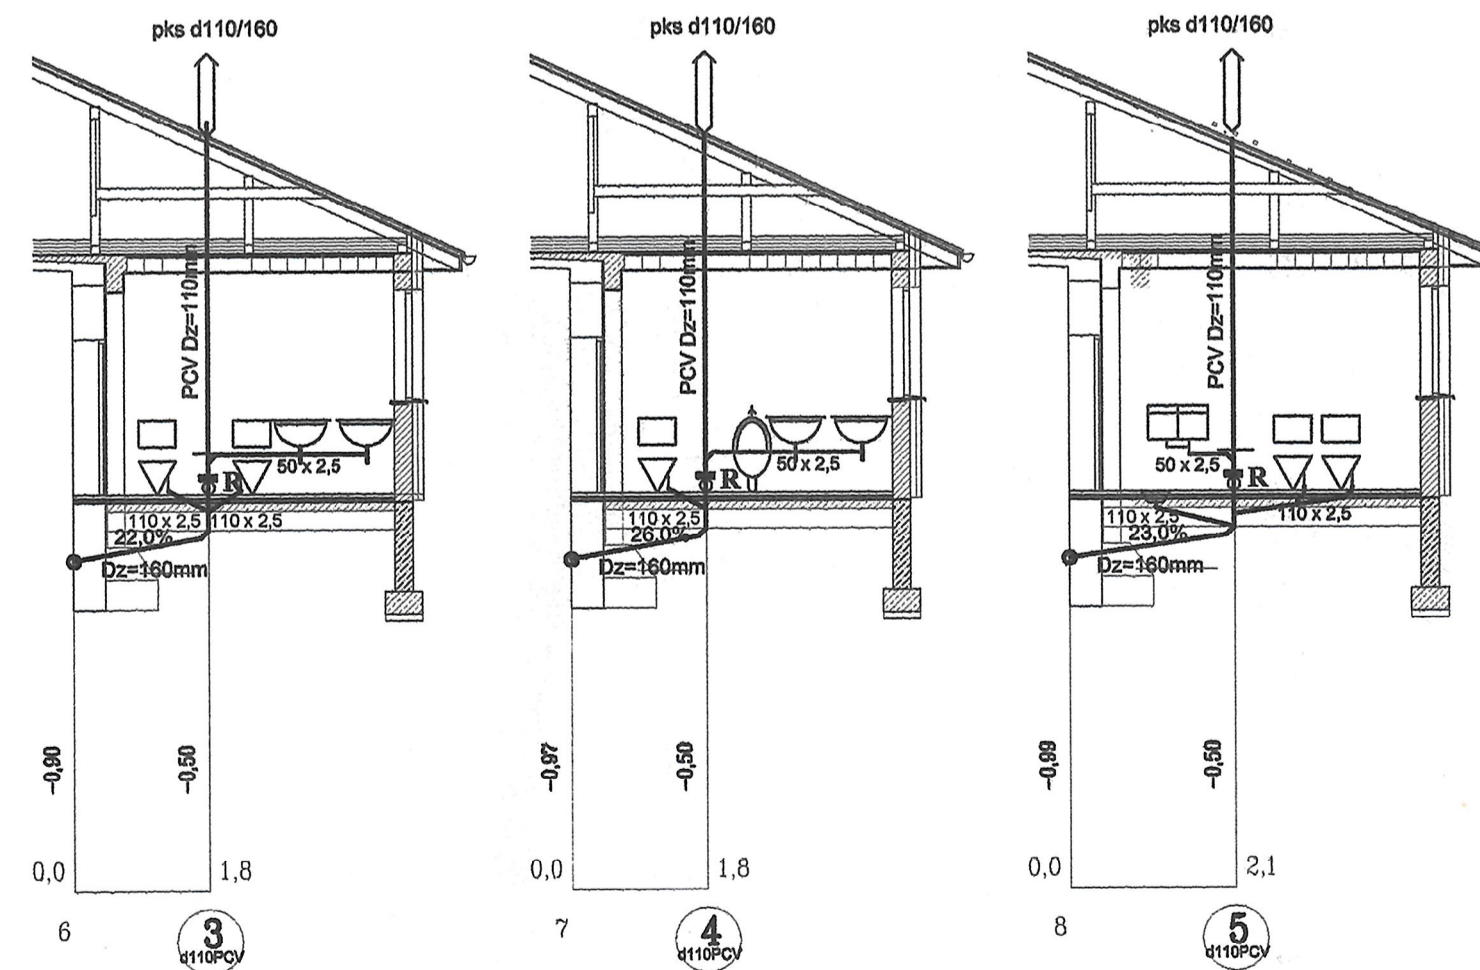 pks d110/160
PCV Dz=110mm
R
50 x 2,5
110 x 2,5
110 x 2,5
22,0%
Dz=160mm
-0,90
-0,50
0,0
1,8
6
3
d110PCV
pks d110/160
PCV Dz=110mm
R
50 x 2,5
110 x 2,5
26,0%
Dz=160mm
-0,97
-0,50
0,0
1,8
7
4
d110PCV
pks d110/160
PCV Dz=110mm
50 x 2,5
R
110 x 2,5
110 x 2,5
23,0%
Dz=160mm
-0,99
-0,50
0,0
2,1
8
5
d110PCV